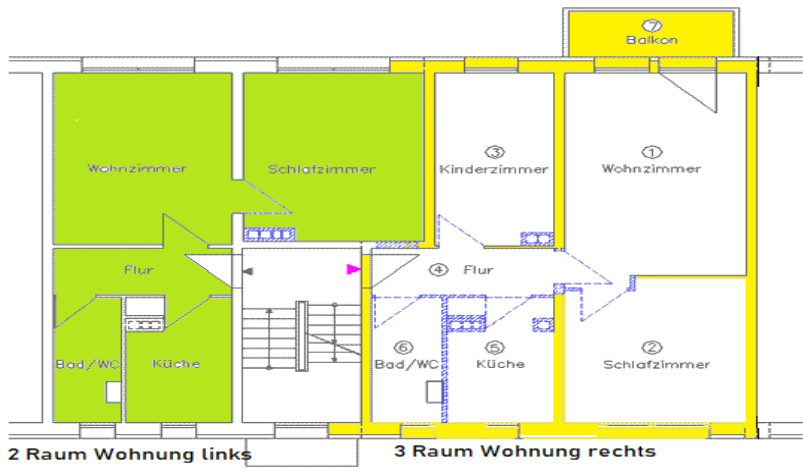 ⑦
Balkon
Wohnzimmer
Schlafzimmer
③
Kinderzimmer
①
Wohnzimmer
Flur
④ Flur
Bad/WC
Küche
⑥
Bad/WC
⑤
Küche
②
Schlafzimmer
2 Raum Wohnung links
3 Raum Wohnung rechts